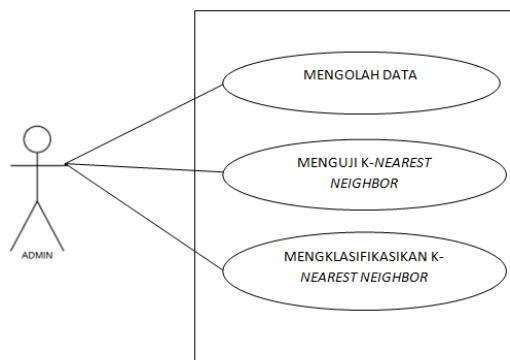 MENGOLAH DATA
MENGUJI K-NEAREST
NEIGHBOR
ADMIN
MENGKLASIFIKASIKAN K-
NEAREST NEIGHBOR